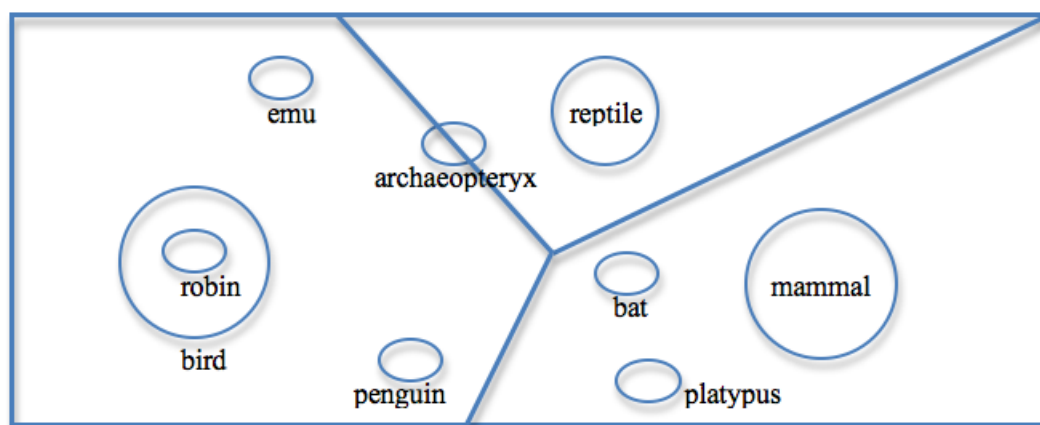 emu
reptile
archaeopteryx
robin
mammal
bat
bird
penguin
platypus